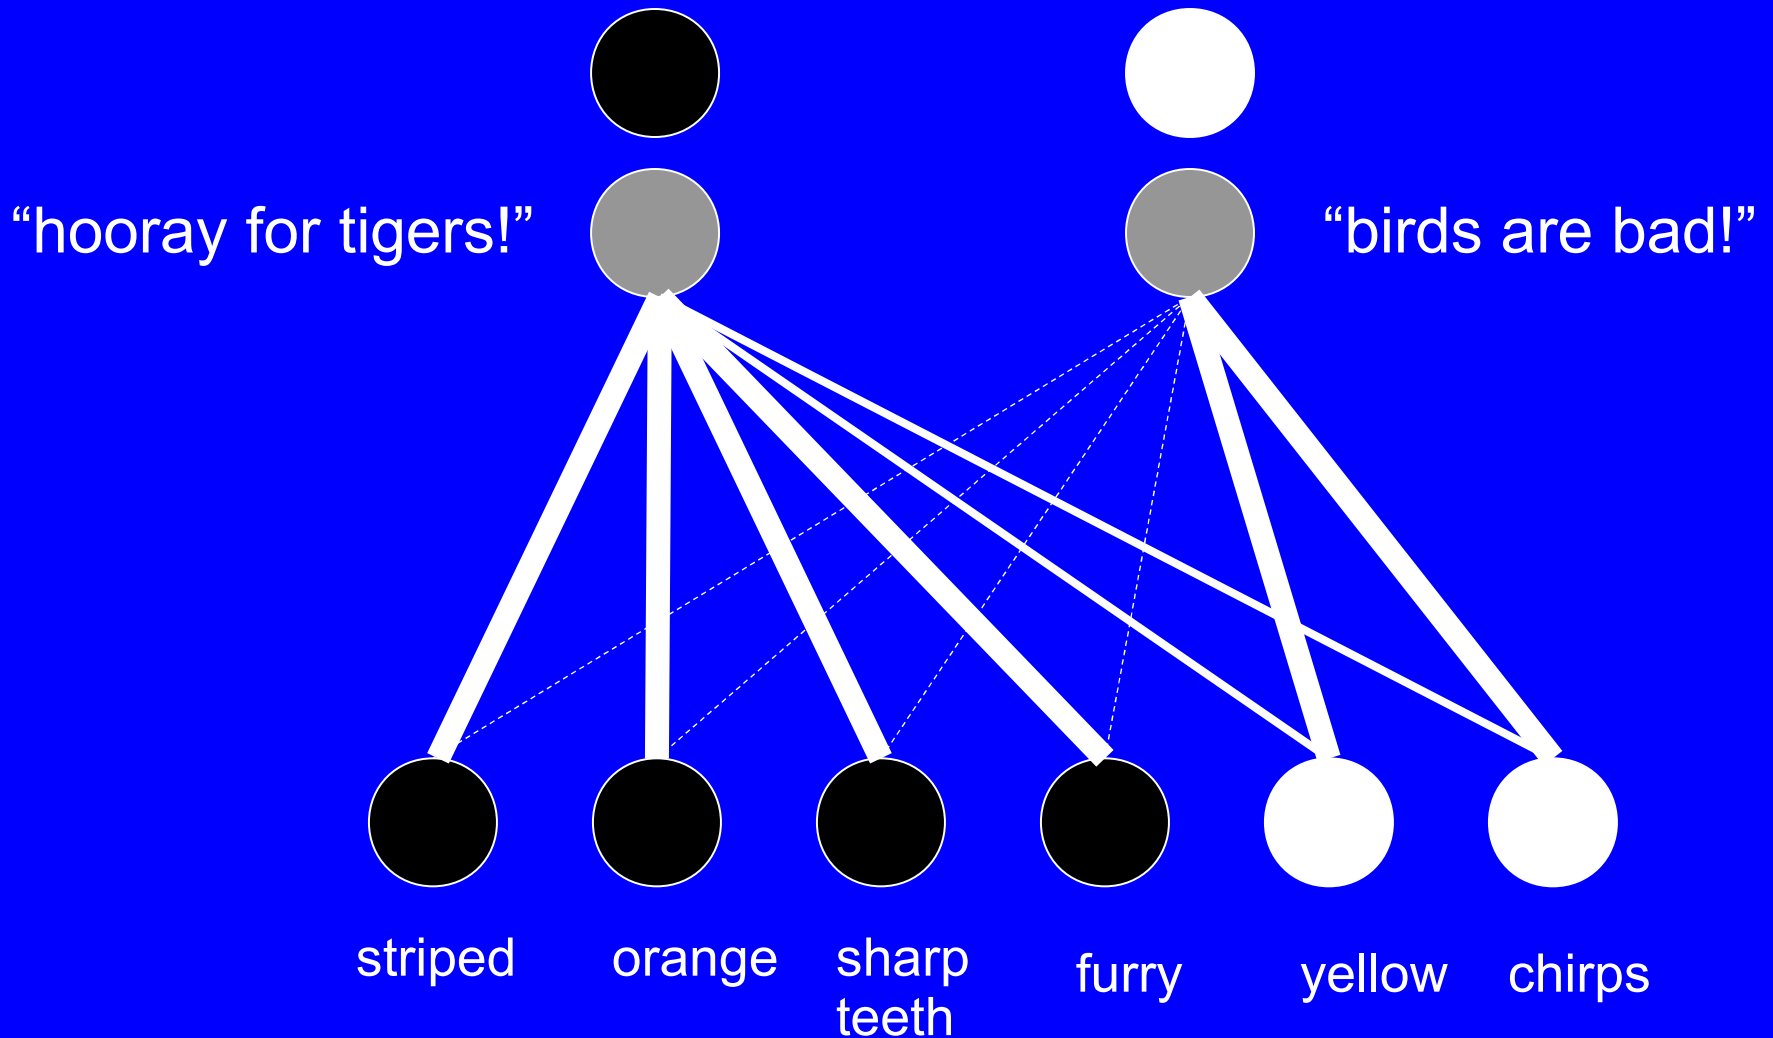 “hooray for tigers!”
“birds are bad!”
striped
orange
sharp
teeth
furry
yellow
chirps